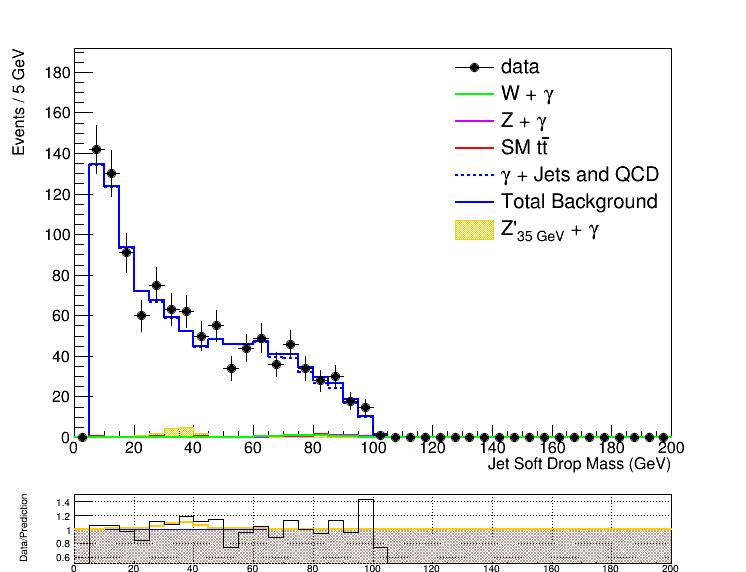 Events / 5 GeV
180
160
140
120
100
80
60
40
20
0
data
W + γ
Z + γ
SM tt̄
γ + Jets and QCD
Total Background
Z'35 GeV + γ
0 20 40 60 80 100 120 140 160 180 200
Jet Soft Drop Mass (GeV)
Data/Prediction
1.4
1.2
1
0.8
0.6
0 20 40 60 80 100 120 140 160 180 200